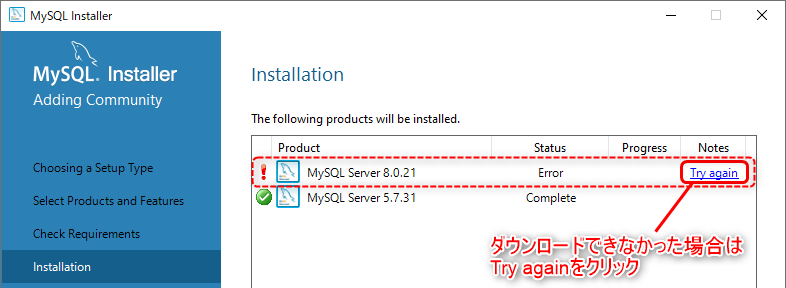 MySQL Installer
MySQL. Installer
Adding Community
Choosing a Setup Type
Select Products and Features
Check Requirements
Installation
Installation
The following products will be installed.
Product Status Progress Notes
MySQL Server 8.0.21 Error Try again
MySQL Server 5.7.31 Complete
ダウンロードできなかった場合は
Try againをクリック